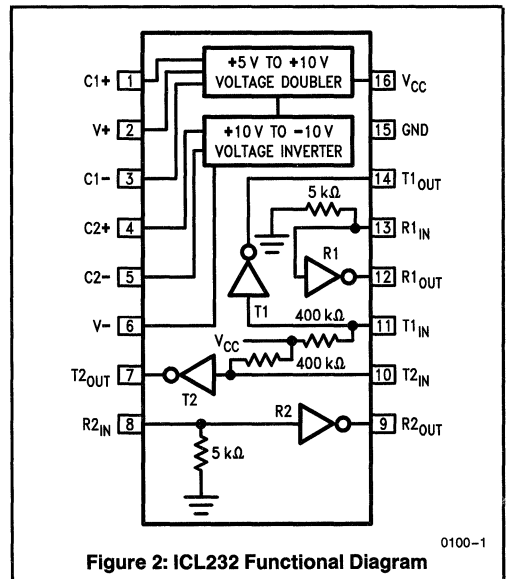 +5 V TO +10 V
VOLTAGE DOUBLER
+10 V TO −10 V
VOLTAGE INVERTER
C1+ 1
V+ 2
C1− 3
C2+ 4
C2− 5
V− 6
T2OUT 7
R2IN 8
16 VCC
15 GND
14 T1OUT
13 R1IN
12 R1OUT
11 T1IN
10 T2IN
9 R2OUT
5 kΩ
R1
T1
400 kΩ
VCC
400 kΩ
T2
R2
5 kΩ
0100–1
Figure 2: ICL232 Functional Diagram